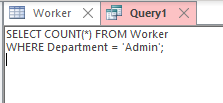 Worker
Query1
SELECT COUNT(*) FROM Worker
WHERE Department = 'Admin';